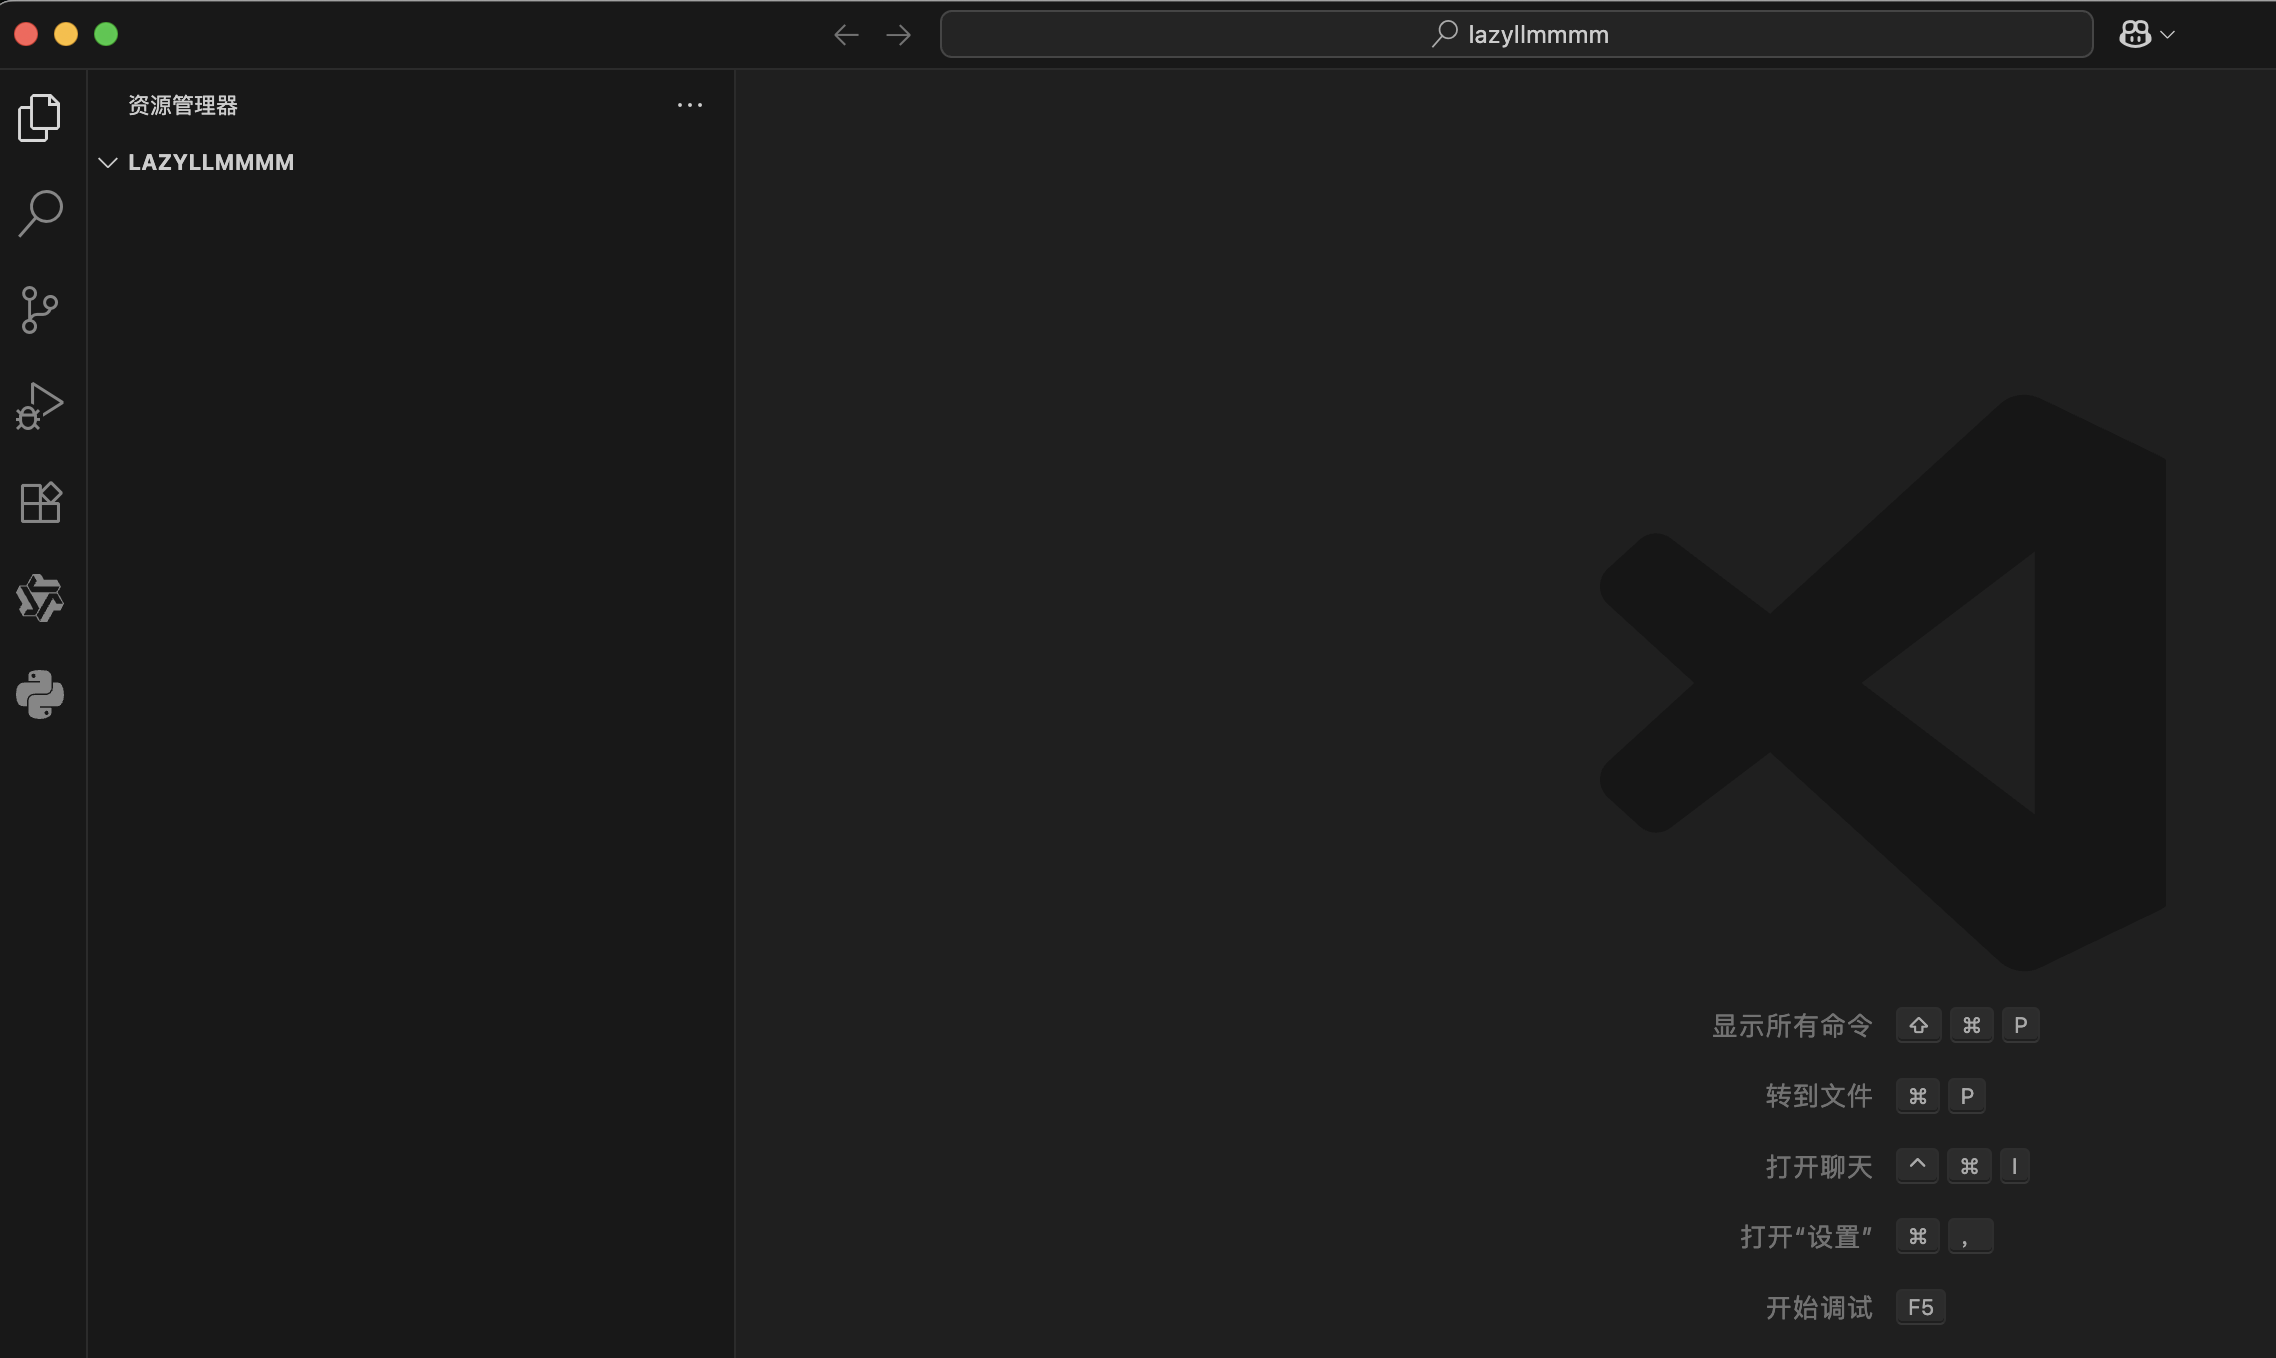 lazyllmmmm
资源管理器
LAZYLLMMMM
显示所有命令 ⇧ ⌘ P
转到文件 ⌘ P
打开聊天 ^ ⌘ I
打开“设置” ⌘ ,
开始调试 F5